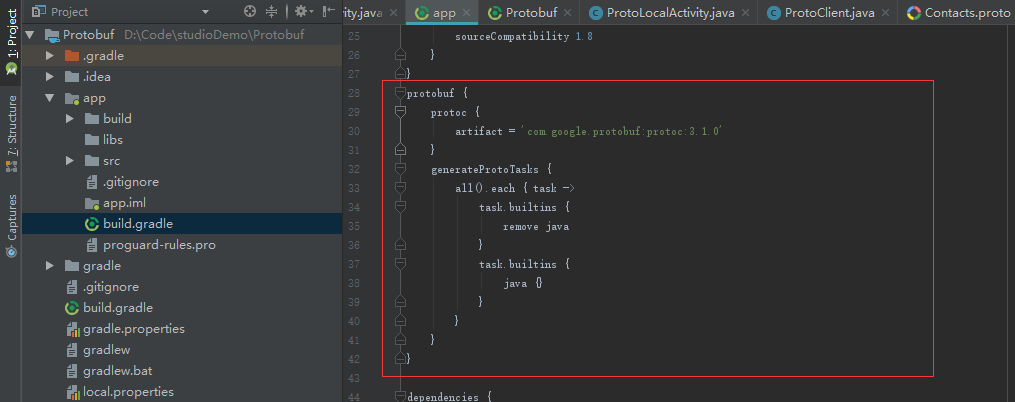 1: Project
7: Structure
Captures
Project
Protobuf D:\Code\studioDemo\Protobuf
.gradle
.idea
app
build
libs
src
.gitignore
app.iml
build.gradle
proguard-rules.pro
gradle
.gitignore
build.gradle
gradle.properties
gradlew
gradlew.bat
local.properties
ivity.java app Protobuf ProtoLocalActivity.java ProtoClient.java Contacts.proto
25 sourceCompatibility 1.8
26 }
27 }
28 protobuf {
29 protoc {
30 artifact = 'com.google.protobuf:protoc:3.1.0'
31 }
32 generateProtoTasks {
33 all().each { task ->
34 task.builtins {
35 remove java
36 }
37 task.builtins {
38 java {}
39 }
40 }
41 }
42 }
43
44 dependencies {